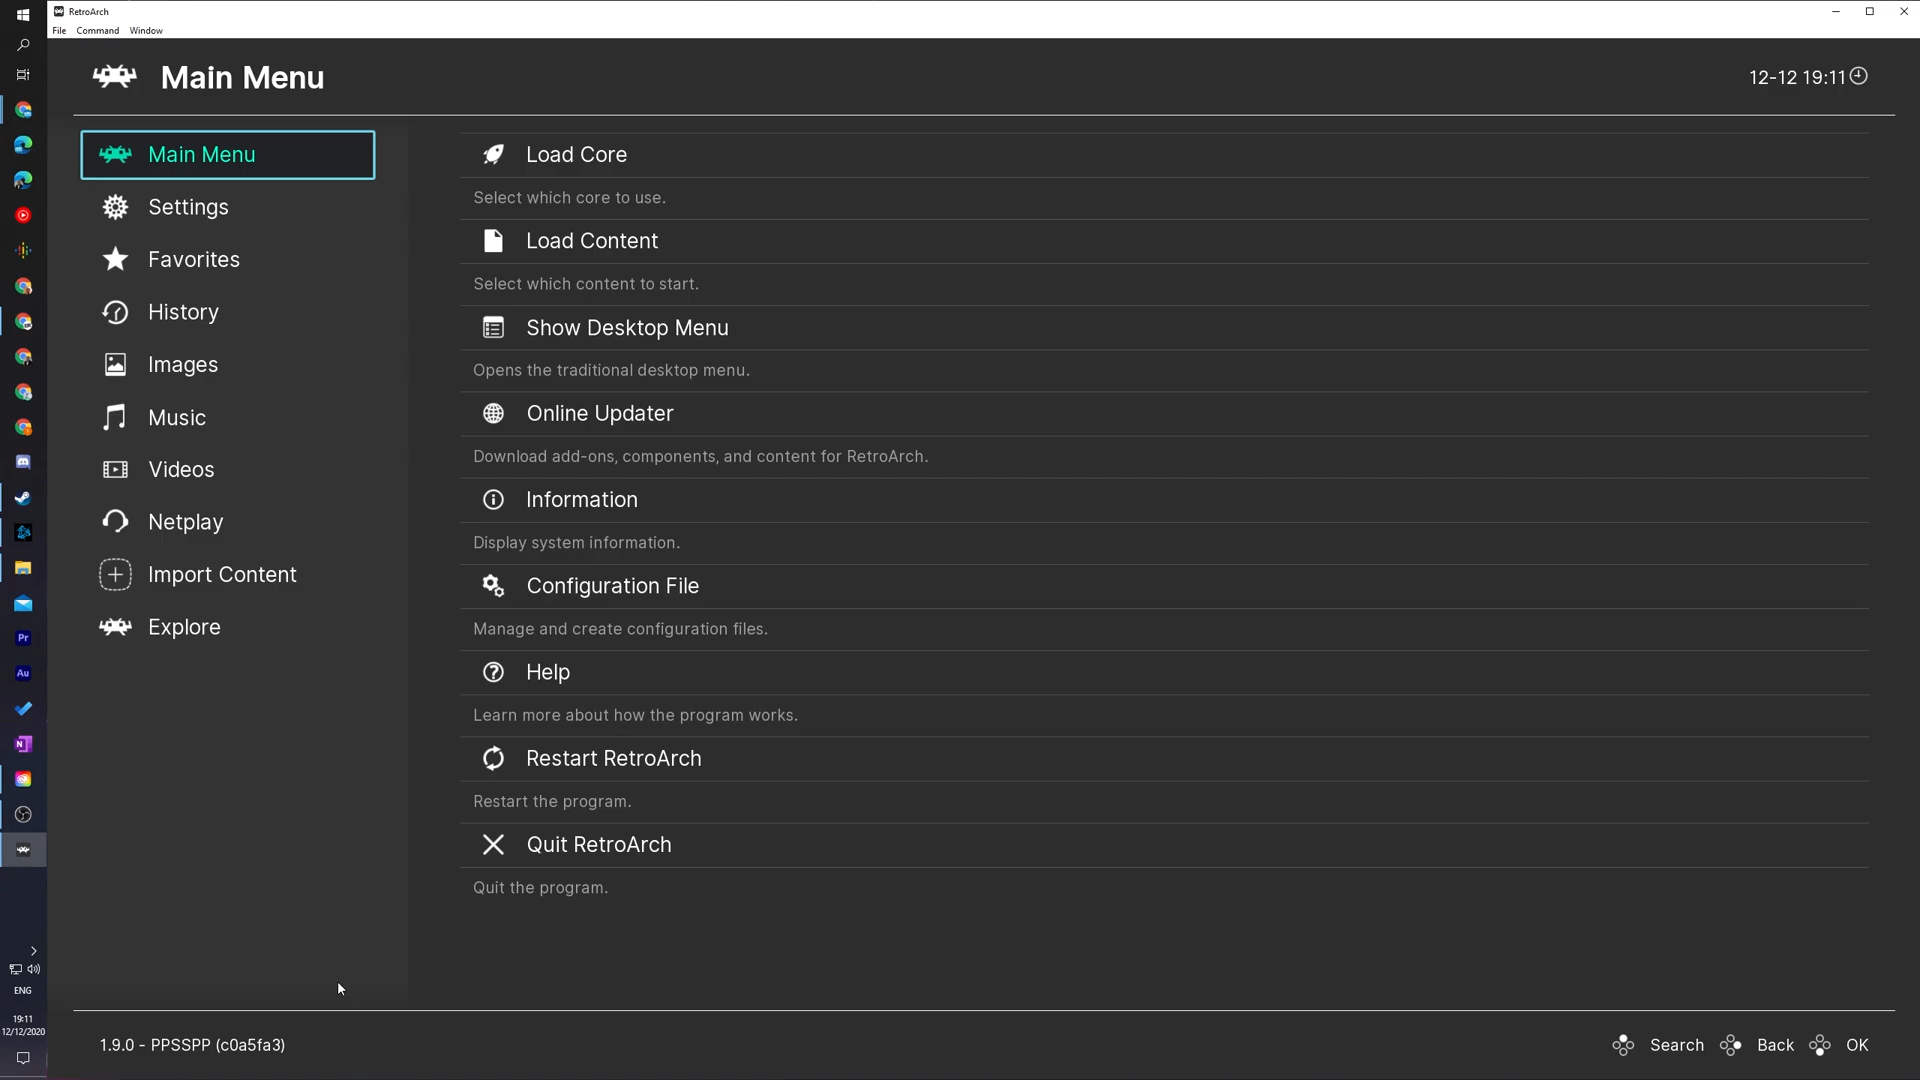 RetroArch
File Command Window
Main Menu
12-12 19:11
Main Menu
Settings
Favorites
History
Images
Music
Videos
Netplay
Import Content
Explore
Load Core
Select which core to use.
Load Content
Select which content to start.
Show Desktop Menu
Opens the traditional desktop menu.
Online Updater
Download add-ons, components, and content for RetroArch.
Information
Display system information.
Configuration File
Manage and create configuration files.
Help
Learn more about how the program works.
Restart RetroArch
Restart the program.
Quit RetroArch
Quit the program.
Pr
Au
N
ENG
19:11
12/12/2020
1.9.0 - PPSSPP (c0a5fa3)
Search Back OK